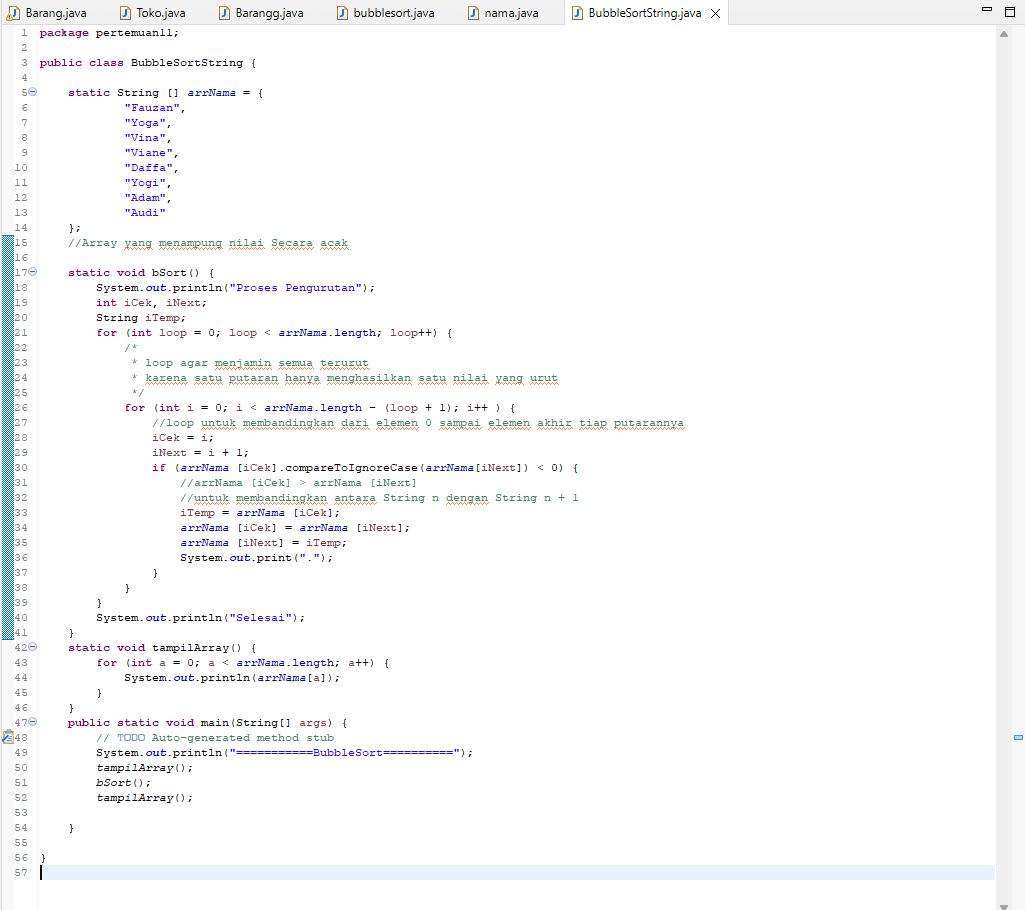 Barang.java Toko.java Barangg.java bubblesort.java nama.java BubbleSortString.java
1 package pertemuan11;
2
3 public class BubbleSortString {
4
5 static String [] arrNama = {
6 "Fauzan",
7 "Yoga",
8 "Vina",
9 "Viane",
10 "Daffa",
11 "Yogi",
12 "Adam",
13 "Audi"
14 };
15 //Array yang menampung nilai Secara acak
16
17 static void bSort() {
18 System.out.println("Proses Pengurutan");
19 int iCek, iNext;
20 String iTemp;
21 for (int loop = 0; loop < arrNama.length; loop++) {
22 /*
23 * loop agar menjamin semua terurut
24 * karena satu putaran hanya menghasilkan satu nilai yang urut
25 */
26 for (int i = 0; i < arrNama.length - (loop + 1); i++ ) {
27 //loop untuk membandingkan dari elemen 0 sampai elemen akhir tiap putarannya
28 iCek = i;
29 iNext = i + 1;
30 if (arrNama [iCek].compareToIgnoreCase(arrNama[iNext]) < 0) {
31 //arrNama [iCek] > arrNama [iNext]
32 //untuk membandingkan antara String n dengan String n + 1
33 iTemp = arrNama [iCek];
34 arrNama [iCek] = arrNama [iNext];
35 arrNama [iNext] = iTemp;
36 System.out.print(".");
37 }
38 }
39 }
40 System.out.println("Selesai");
41 }
42 static void tampilArray() {
43 for (int a = 0; a < arrNama.length; a++) {
44 System.out.println(arrNama[a]);
45 }
46 }
47 public static void main(String[] args) {
48 // TODO Auto-generated method stub
49 System.out.println("===========BubbleSort==========");
50 tampilArray();
51 bSort();
52 tampilArray();
53
54 }
55
56 }
57